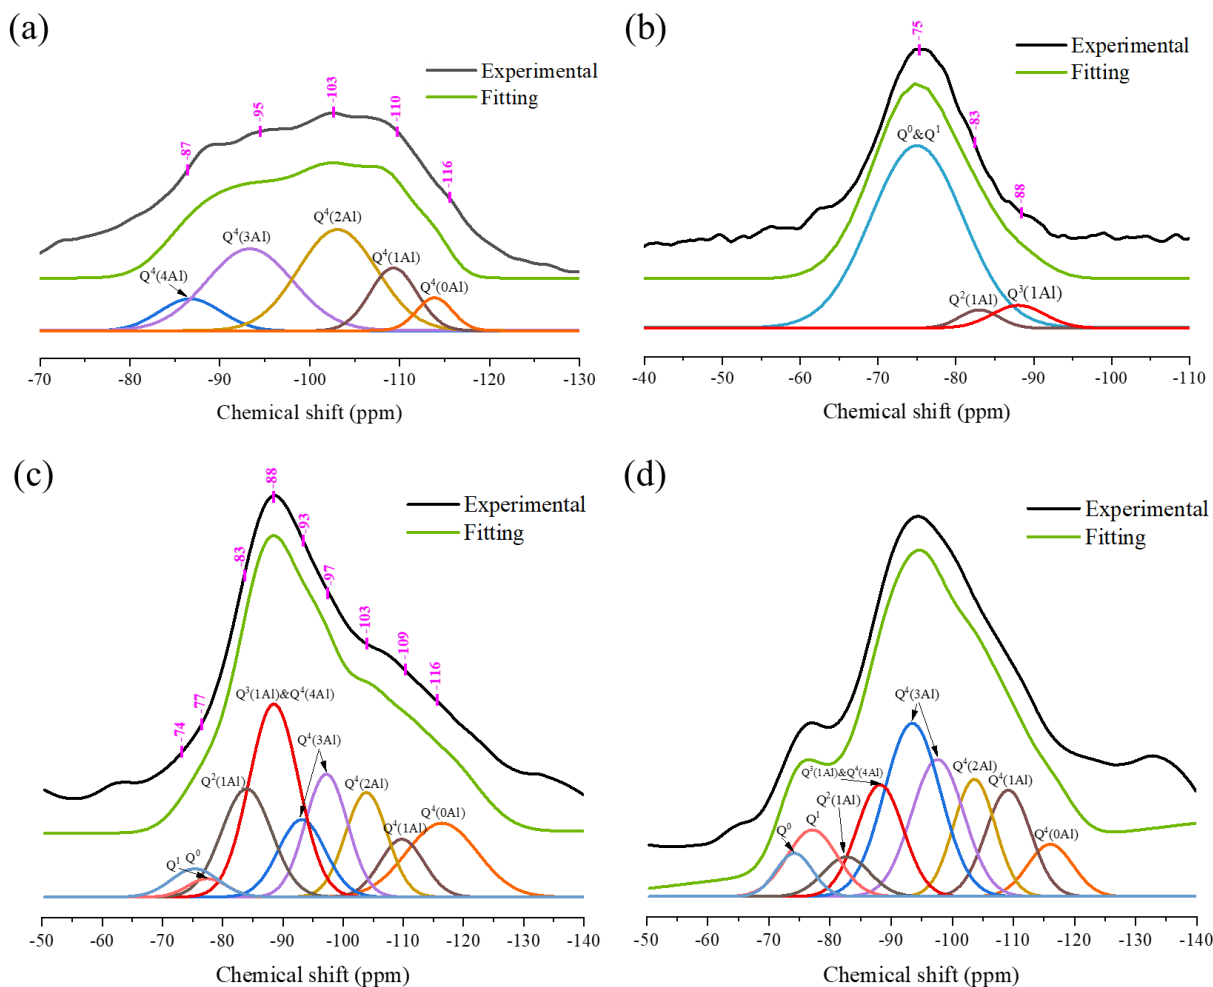 (a)
-87
-95
-103
-110
-116
Experimental
Fitting
Q⁴(4Al)
Q⁴(3Al)
Q⁴(2Al)
Q⁴(1Al)
Q⁴(0Al)
-70 -80 -90 -100 -110 -120 -130
Chemical shift (ppm)
(b)
-75
-83
-88
Experimental
Fitting
Q⁰&Q¹
Q²(1Al)
Q³(1Al)
-40 -50 -60 -70 -80 -90 -100 -110
Chemical shift (ppm)
(c)
-74
-77
-83
-88
-93
-97
-103
-109
-116
Experimental
Fitting
Q¹ Q⁰
Q²(1Al)
Q³(1Al)&Q⁴(4Al)
Q⁴(3Al)
Q⁴(2Al)
Q⁴(1Al)
Q⁴(0Al)
-50 -60 -70 -80 -90 -100 -110 -120 -130 -140
Chemical shift (ppm)
(d)
Experimental
Fitting
Q⁰
Q¹
Q²(1Al)
Q³(1Al)&Q⁴(4Al)
Q⁴(3Al)
Q⁴(2Al)
Q⁴(1Al)
Q⁴(0Al)
-50 -60 -70 -80 -90 -100 -110 -120 -130 -140
Chemical shift (ppm)